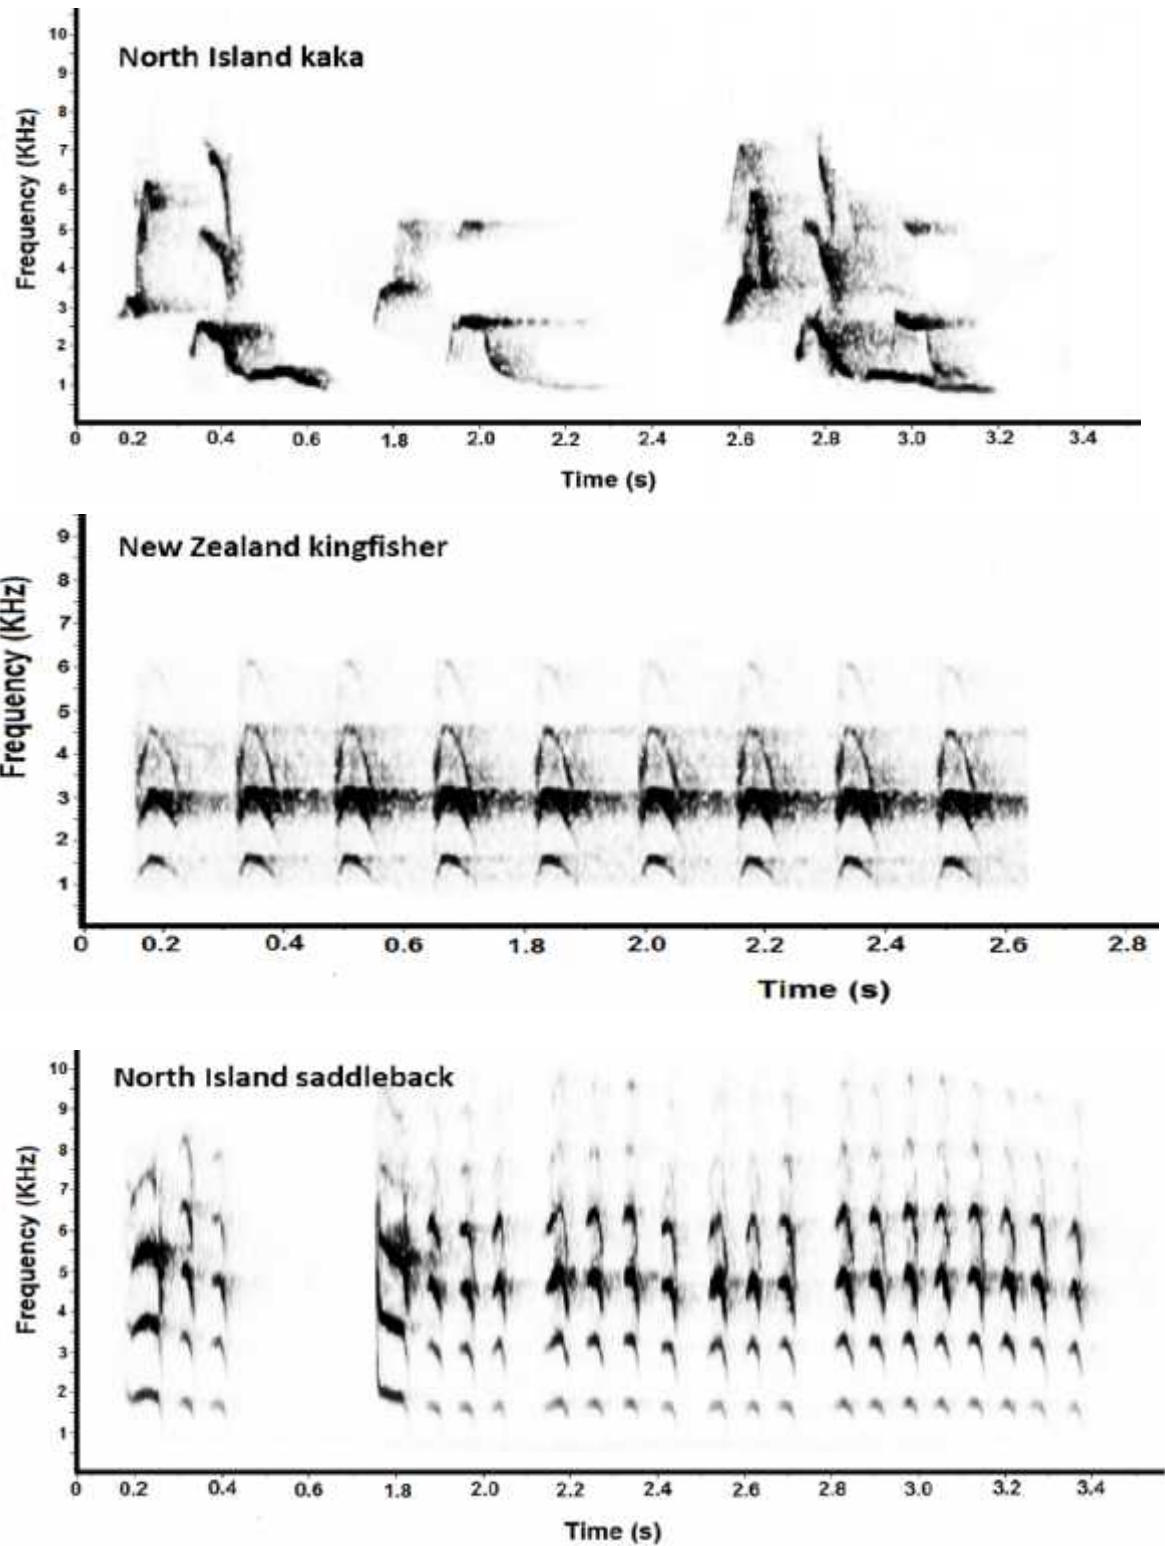 North Island kaka
Frequency (KHz)
10
9
8
7
6
5
4
3
2
1
0 0.2 0.4 0.6 1.8 2.0 2.2 2.4 2.6 2.8 3.0 3.2 3.4
Time (s)
New Zealand kingfisher
Frequency (KHz)
9
8
7
6
5
4
3
2
1
0 0.2 0.4 0.6 1.8 2.0 2.2 2.4 2.6 2.8
Time (s)
North Island saddleback
Frequency (KHz)
10
9
8
7
6
5
4
3
2
1
0 0.2 0.4 0.6 1.8 2.0 2.2 2.4 2.6 2.8 3.0 3.2 3.4
Time (s)